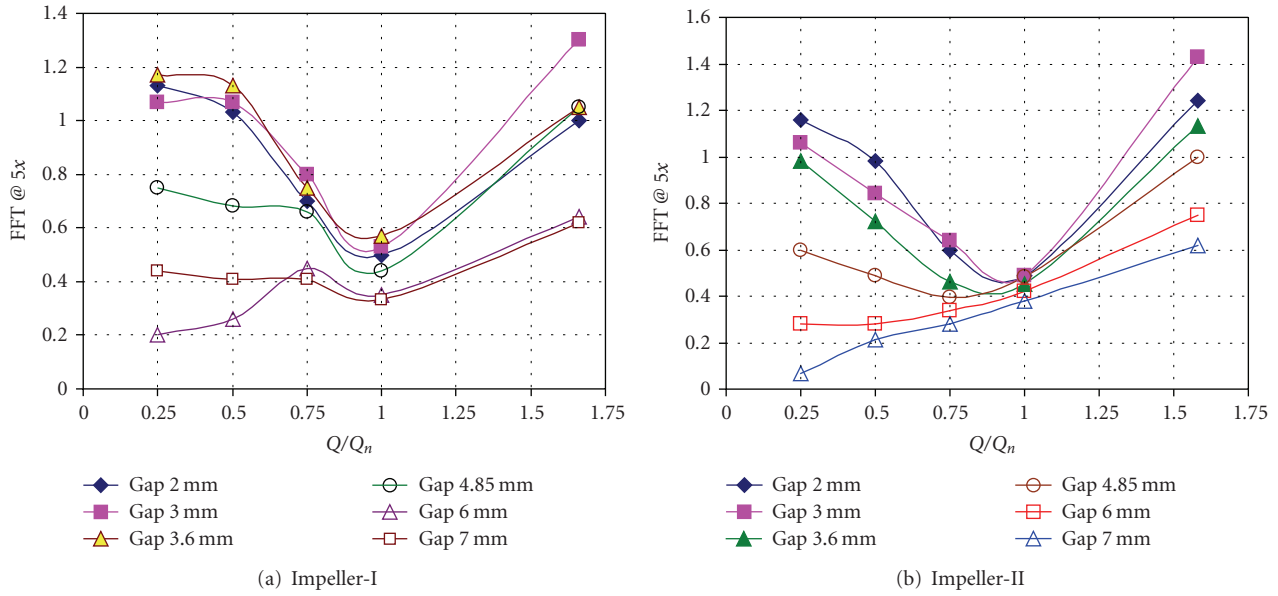 1.4
1.2
1
0.8
0.6
0.4
0.2
0
FFT @ 5x
0 0.25 0.5 0.75 1 1.25 1.5 1.75
Q/Qn
Gap 2 mm
Gap 3 mm
Gap 3.6 mm
Gap 4.85 mm
Gap 6 mm
Gap 7 mm
(a) Impeller-I
1.6
1.4
1.2
1
0.8
0.6
0.4
0.2
0
FFT @ 5x
0 0.25 0.5 0.75 1 1.25 1.5 1.75
Q/Qn
Gap 2 mm
Gap 3 mm
Gap 3.6 mm
Gap 4.85 mm
Gap 6 mm
Gap 7 mm
(b) Impeller-II